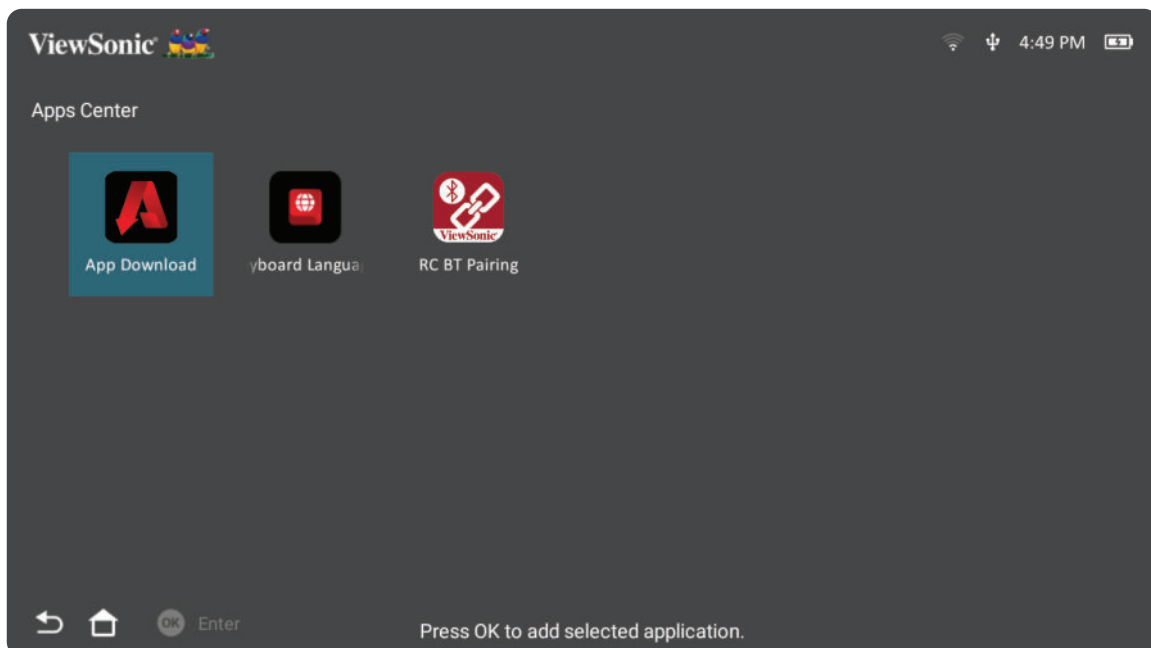 ViewSonic
4:49 PM
Apps Center
ViewSonic
App Download
yboard Langua
RC BT Pairing
OK Enter
Press OK to add selected application.